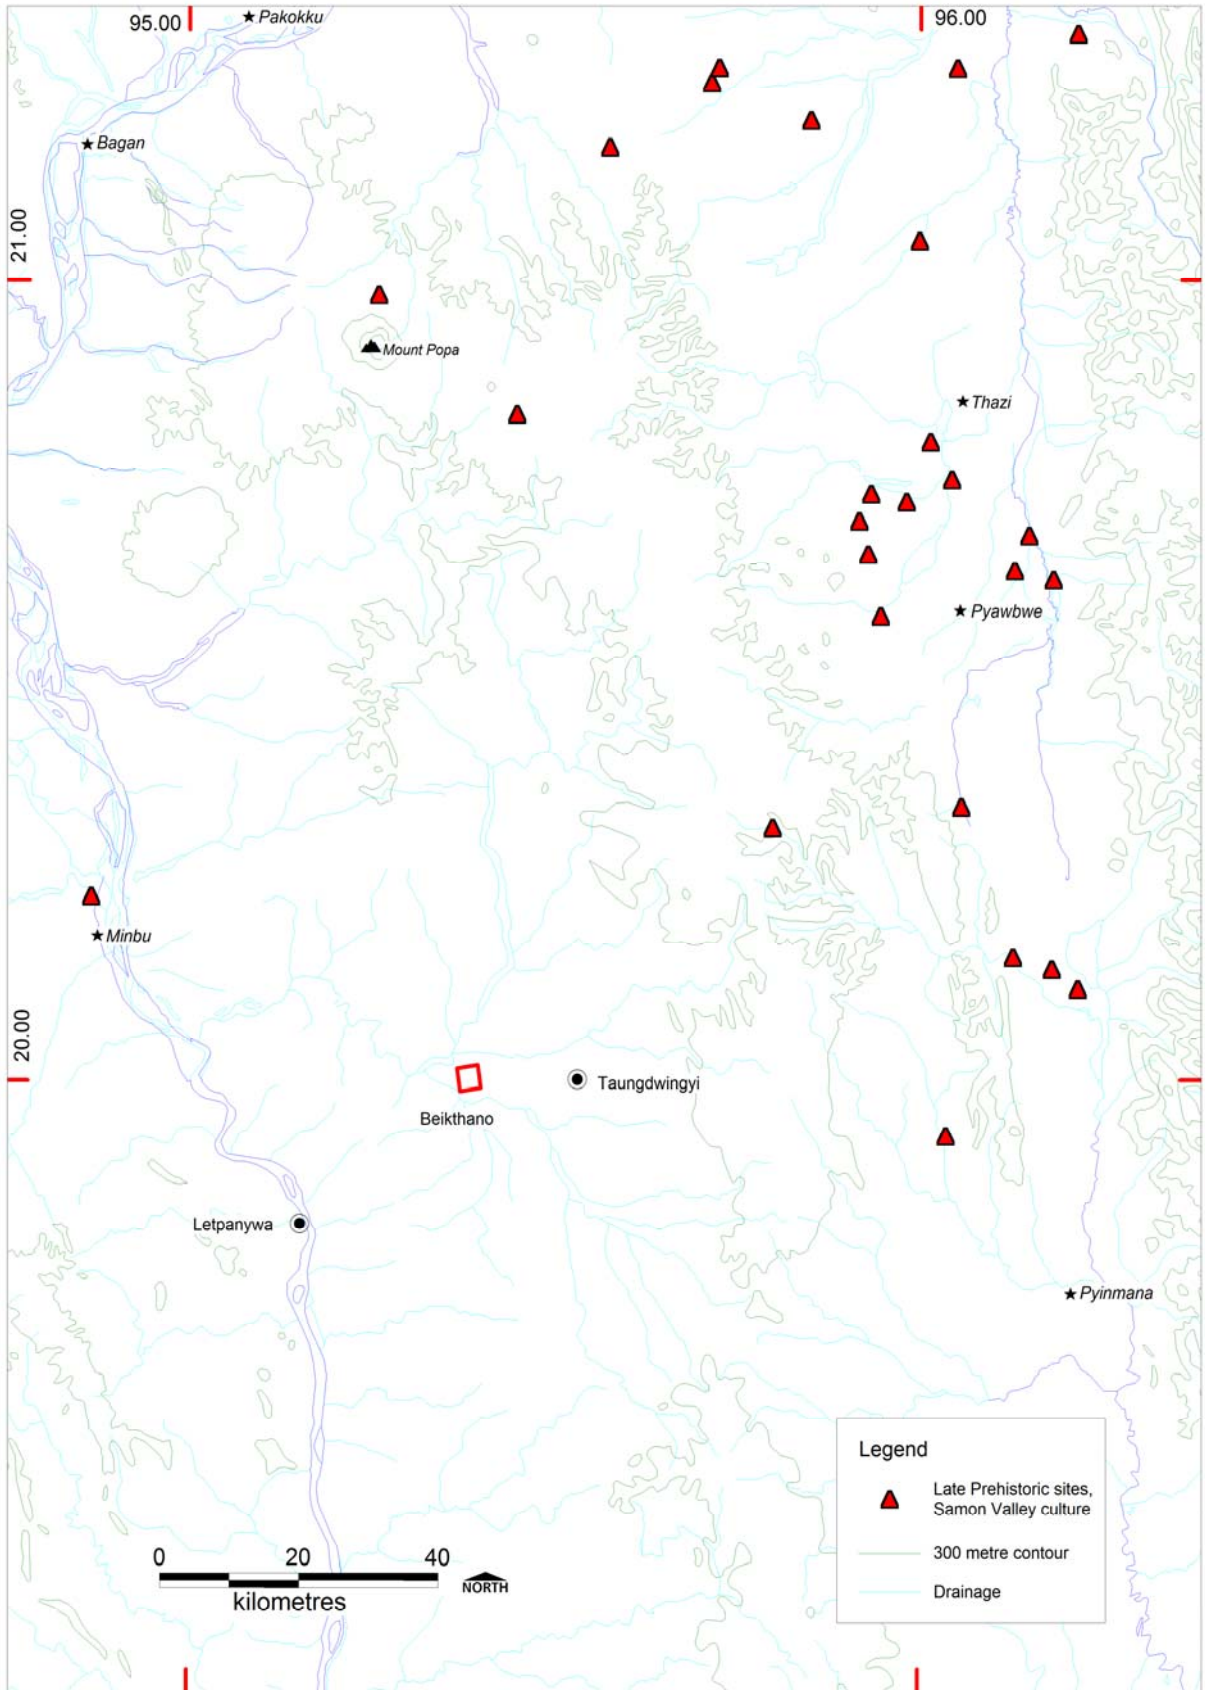 95.00
Pakokku
96.00
Bagan
21.00
Mount Popa
Thazi
Pyawbwe
Minbu
20.00
Taungdwingyi
Beikthano
Letpanywa
Pyinmana
Legend
Late Prehistoric sites,
Samon Valley culture
300 metre contour
Drainage
0 20 40
kilometres
NORTH